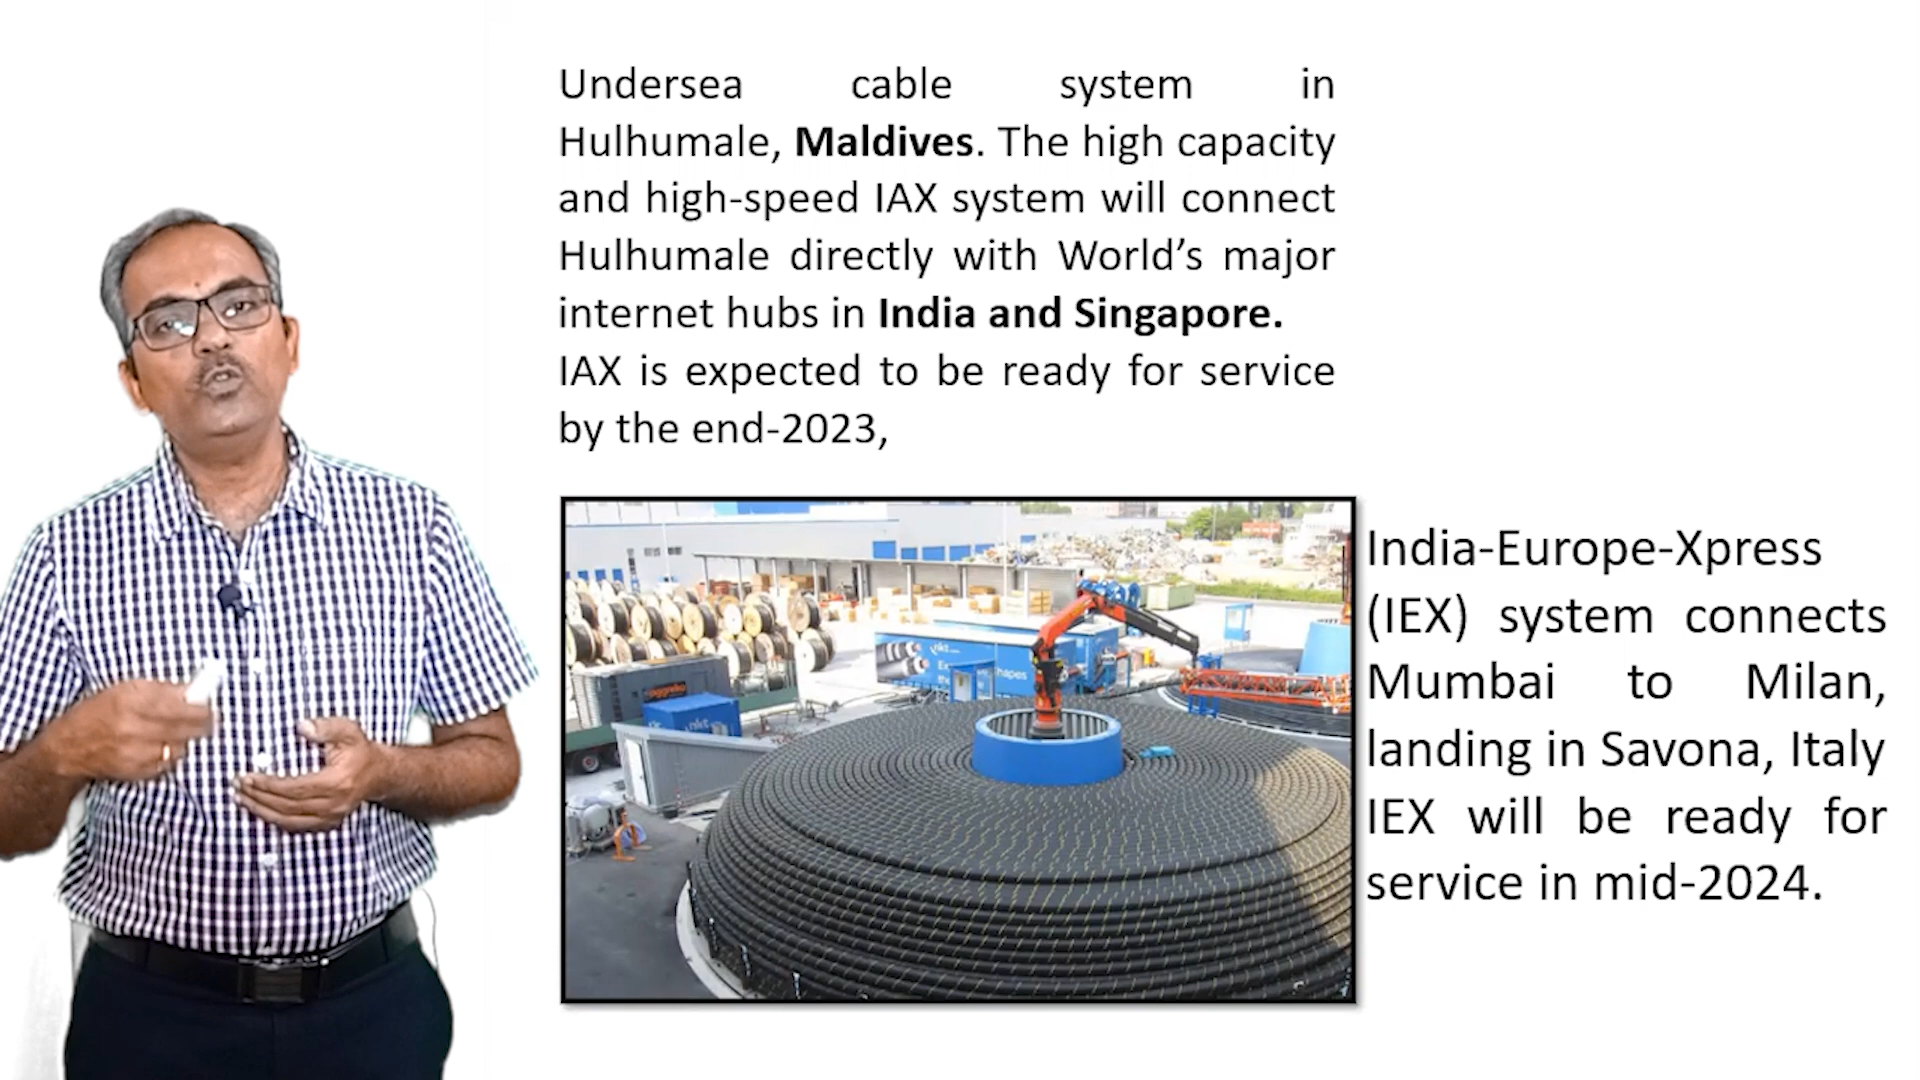 Undersea cable system in
Hulhumale, Maldives. The high capacity
and high-speed IAX system will connect
Hulhumale directly with World’s major
internet hubs in India and Singapore.
IAX is expected to be ready for service
by the end-2023,
India-Europe-Xpress
(IEX) system connects
Mumbai to Milan,
landing in Savona, Italy
IEX will be ready for
service in mid-2024.
aggreko
nkt
nkt